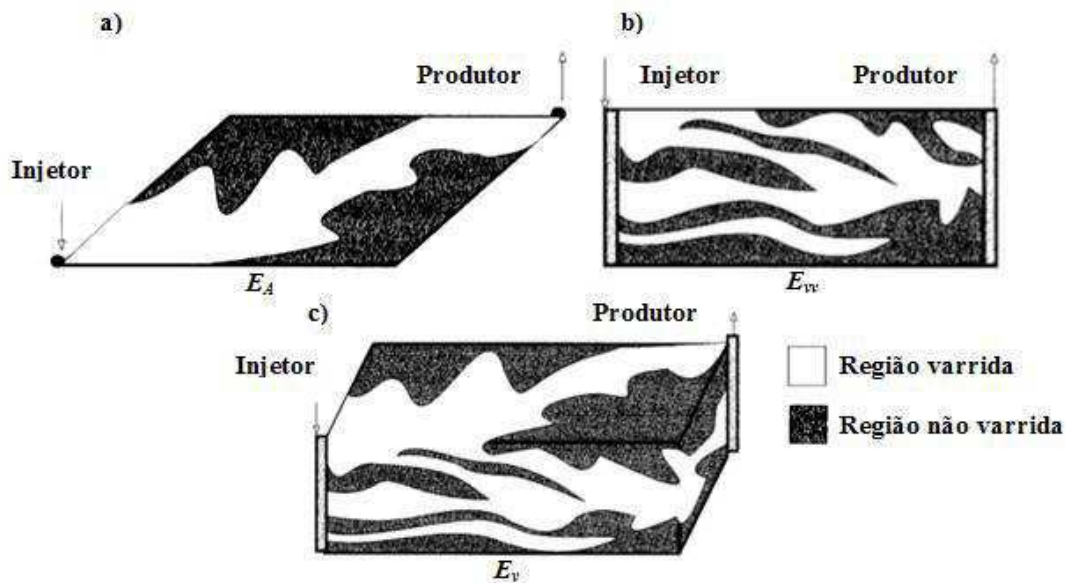 a)
Produtor
Injetor
E_A
b)
Injetor Produtor
E_vv
c)
Produtor
Injetor
E_v
Região varrida
Região não varrida